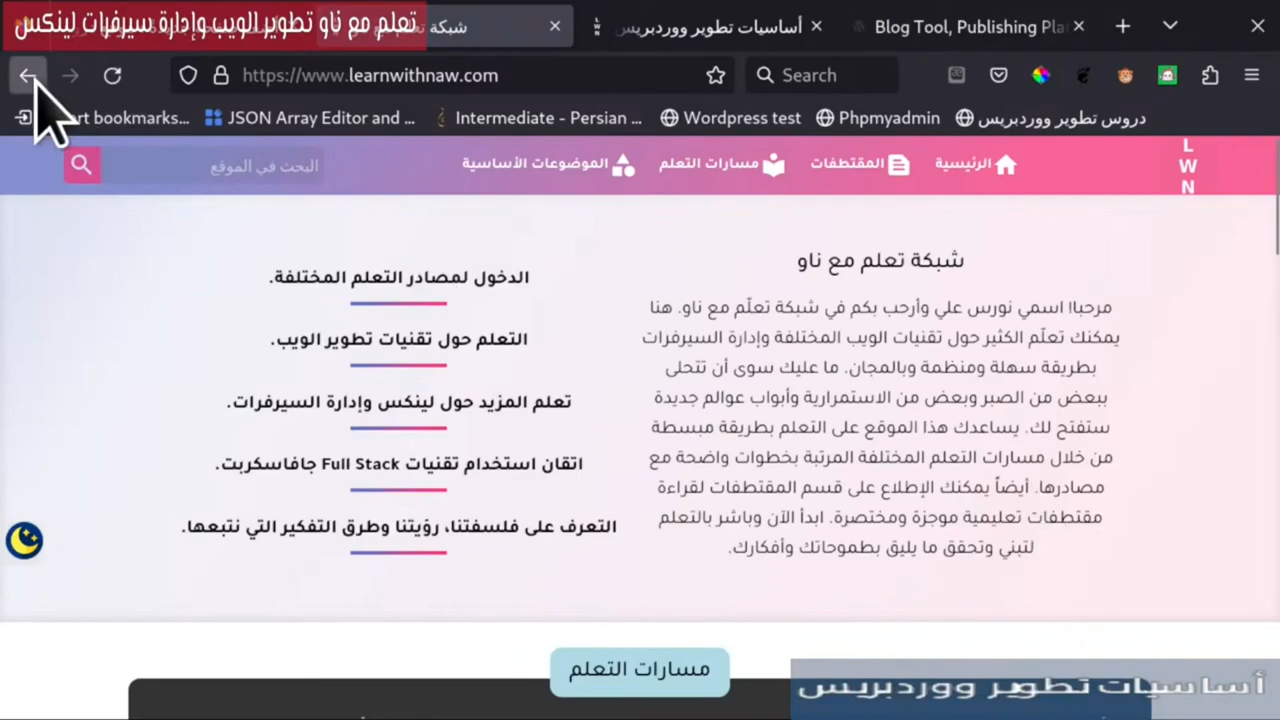 تعلم مع ناو تطوير الويب وإدارة سيرفرات لينكس
شبكة
أساسيات تطوير ووردبريس
Blog Tool, Publishing Pla
https://www.learnwithnaw.com
Search
rt bookmarks...
JSON Array Editor and ...
Intermediate - Persian ...
Wordpress test
Phpmyadmin
دروس تطوير ووردبريس
L
W
N
الرئيسية
المقتطفات
مسارات التعلم
الموضوعات الأساسية
البحث في الموقع
شبكة تعلم مع ناو
مرحبا! اسمي نورس علي وأرحب بكم في شبكة تعلّم مع ناو. هنا
يمكنك تعلّم الكثير حول تقنيات الويب المختلفة وإدارة السيرفرات
بطريقة سهلة ومنظمة وبالمجان. ما عليك سوى أن تتحلى
ببعض من الصبر وبعض من الاستمرارية وأبواب عوالم جديدة
ستفتح لك. يساعدك هذا الموقع على التعلم بطريقة مبسطة
من خلال مسارات التعلم المختلفة المرتبة بخطوات واضحة مع
مصادرها. أيضاً يمكنك الإطلاع على قسم المقتطفات لقراءة
مقتطفات تعليمية موجزة ومختصرة. ابدأ الآن وباشر بالتعلم
لتبني وتحقق ما يليق بطموحاتك وأفكارك.
الدخول لمصادر التعلم المختلفة.
التعلم حول تقنيات تطوير الويب.
تعلم المزيد حول لينكس وإدارة السيرفرات.
اتقان استخدام تقنيات Full Stack جافاسكربت.
التعرف على فلسفتنا، رؤيتنا وطرق التفكير التي نتبعها.
مسارات التعلم
أساسيات تطوير ووردبريس